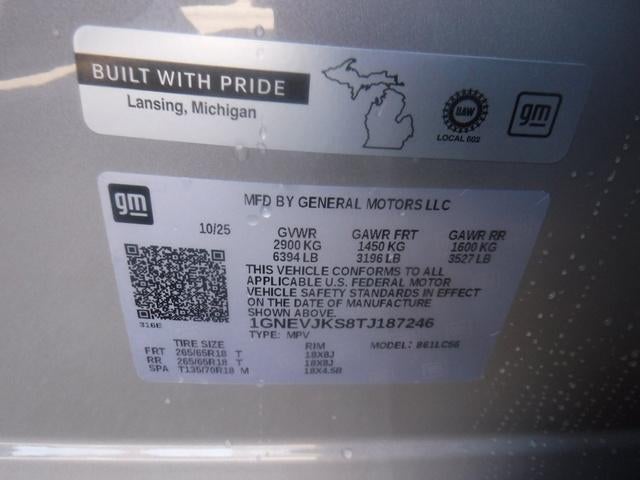 BUILT WITH PRIDE
Lansing, Michigan
UAW
LOCAL 602
gm
gm
MFD BY GENERAL MOTORS LLC
10/25 GVWR GAWR FRT GAWR RR
2900 KG 1450 KG 1600 KG
6394 LB 3196 LB 3527 LB
THIS VEHICLE CONFORMS TO ALL
APPLICABLE U.S. FEDERAL MOTOR
VEHICLE SAFETY STANDARDS IN EFFECT
ON THE DATE OF MANUFACTURE
SHOWN ABOVE.
316E
1GNEVJKS8TJ187246
TYPE: MPV
TIRE SIZE RIM MODEL:
FRT 265/65R18 T 18X8J
RR 265/65R18 T 18X8J
SPA T135/70R18 M 18X4.5B